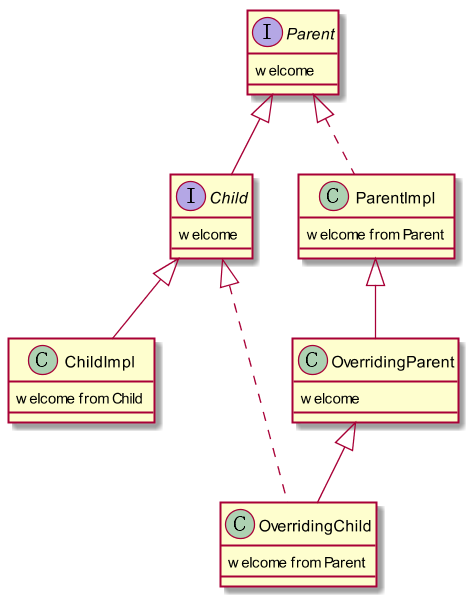 I Parent
welcome
I Child
welcome
C ParentImpl
welcome from Parent
C ChildImpl
welcome from Child
C OverridingParent
welcome
C OverridingChild
welcome from Parent